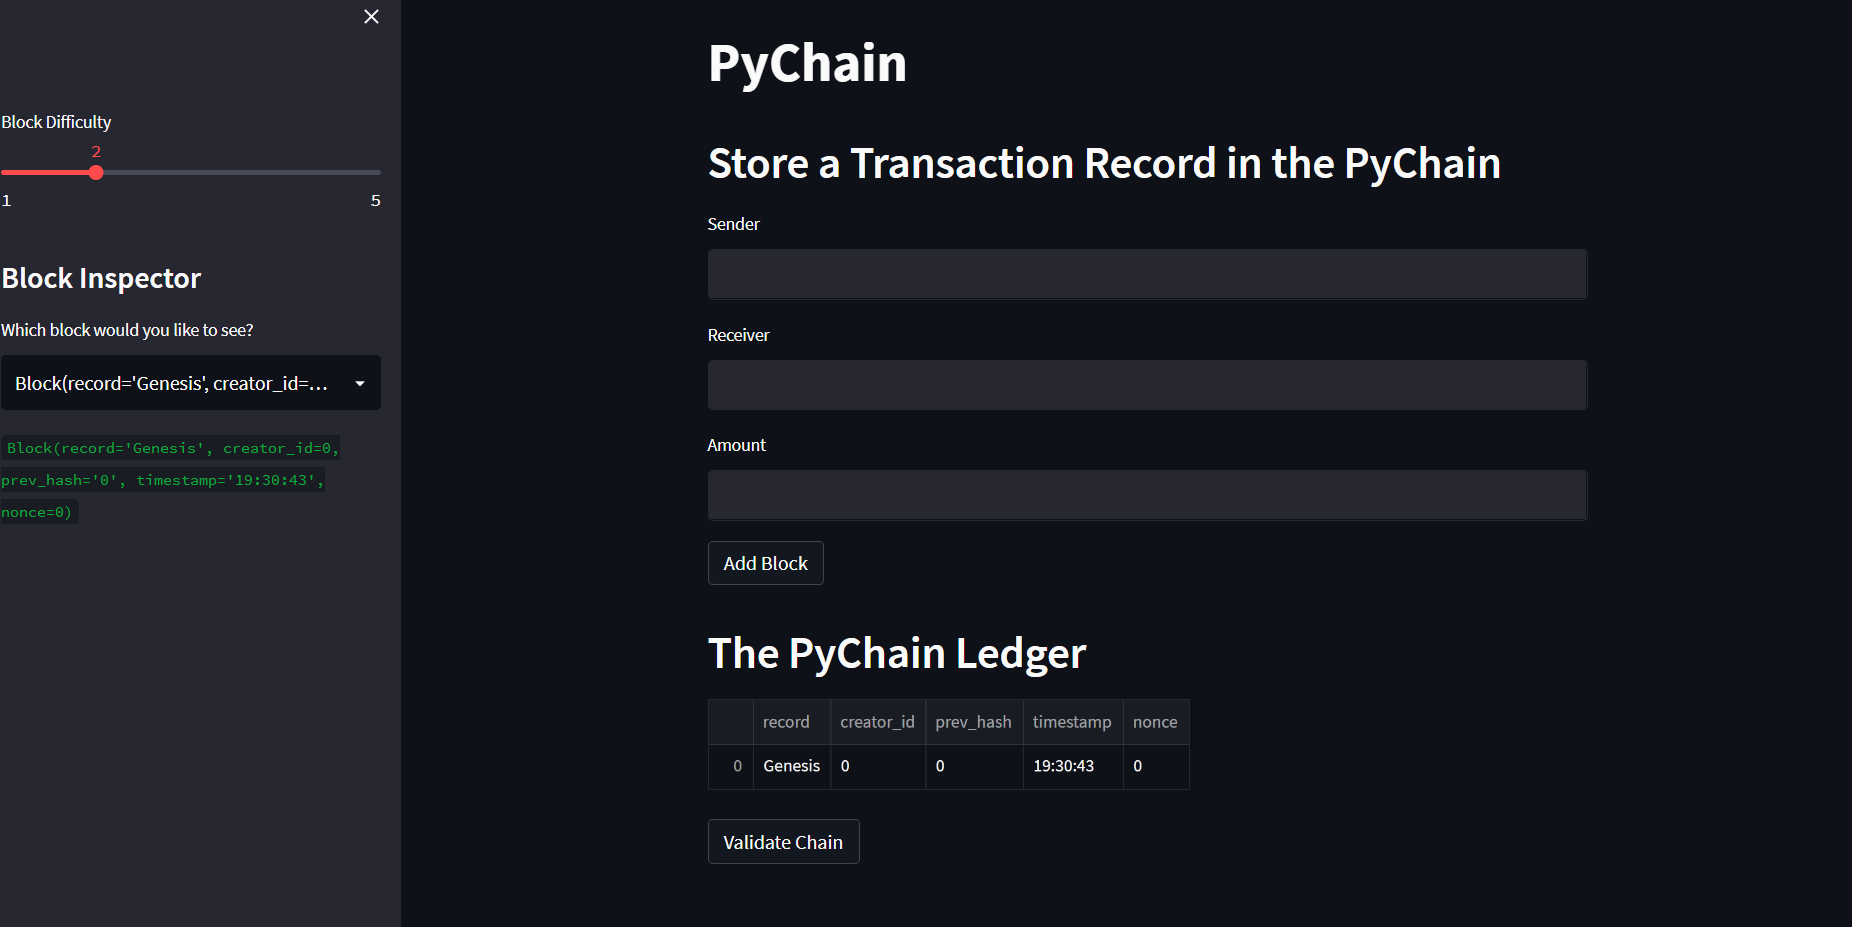 Block Difficulty
2
1 5
Block Inspector
Which block would you like to see?
Block(record='Genesis', creator_id=...
Block(record='Genesis', creator_id=0,
prev_hash='0', timestamp='19:30:43',
nonce=0)
PyChain
Store a Transaction Record in the PyChain
Sender
Receiver
Amount
Add Block
The PyChain Ledger
record creator_id prev_hash timestamp nonce
0 Genesis 0 0 19:30:43 0
Validate Chain